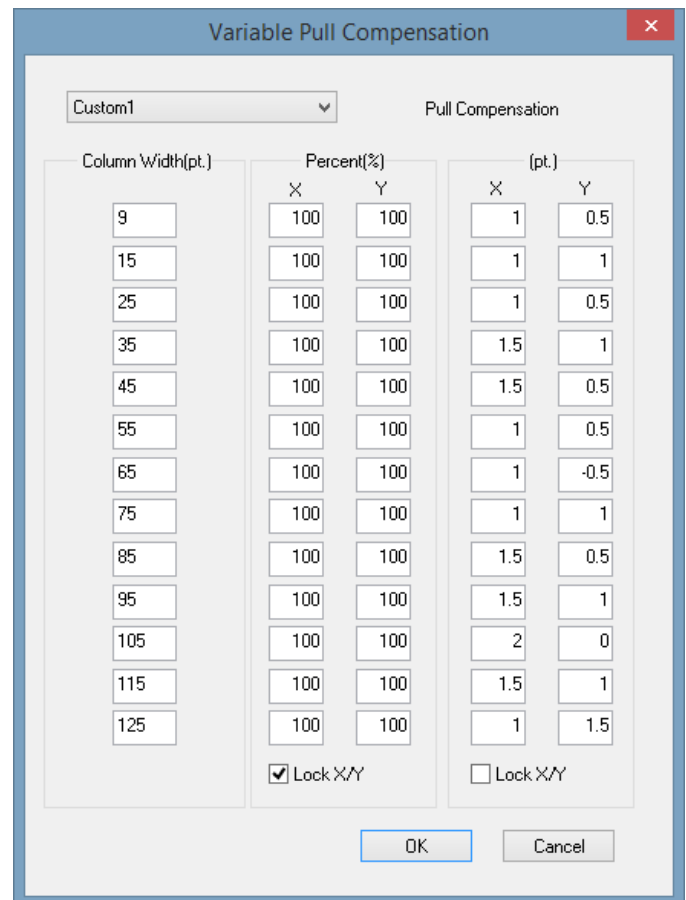 Variable Pull Compensation
Custom1 Pull Compensation
Column Width(pt.) Percent(%) (pt.)
X Y X Y
9 100 100 1 0.5
15 100 100 1 1
25 100 100 1 0.5
35 100 100 1.5 1
45 100 100 1.5 0.5
55 100 100 1 0.5
65 100 100 1 -0.5
75 100 100 1 1
85 100 100 1.5 0.5
95 100 100 1.5 1
105 100 100 2 0
115 100 100 1.5 1
125 100 100 1 1.5
Lock X/Y Lock X/Y
OK Cancel